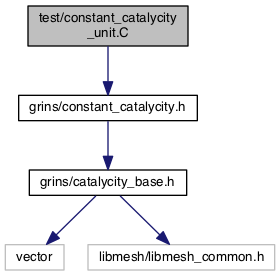 test/constant_catalycity
_unit.C
grins/constant_catalycity.h
grins/catalycity_base.h
vector
libmesh/libmesh_common.h